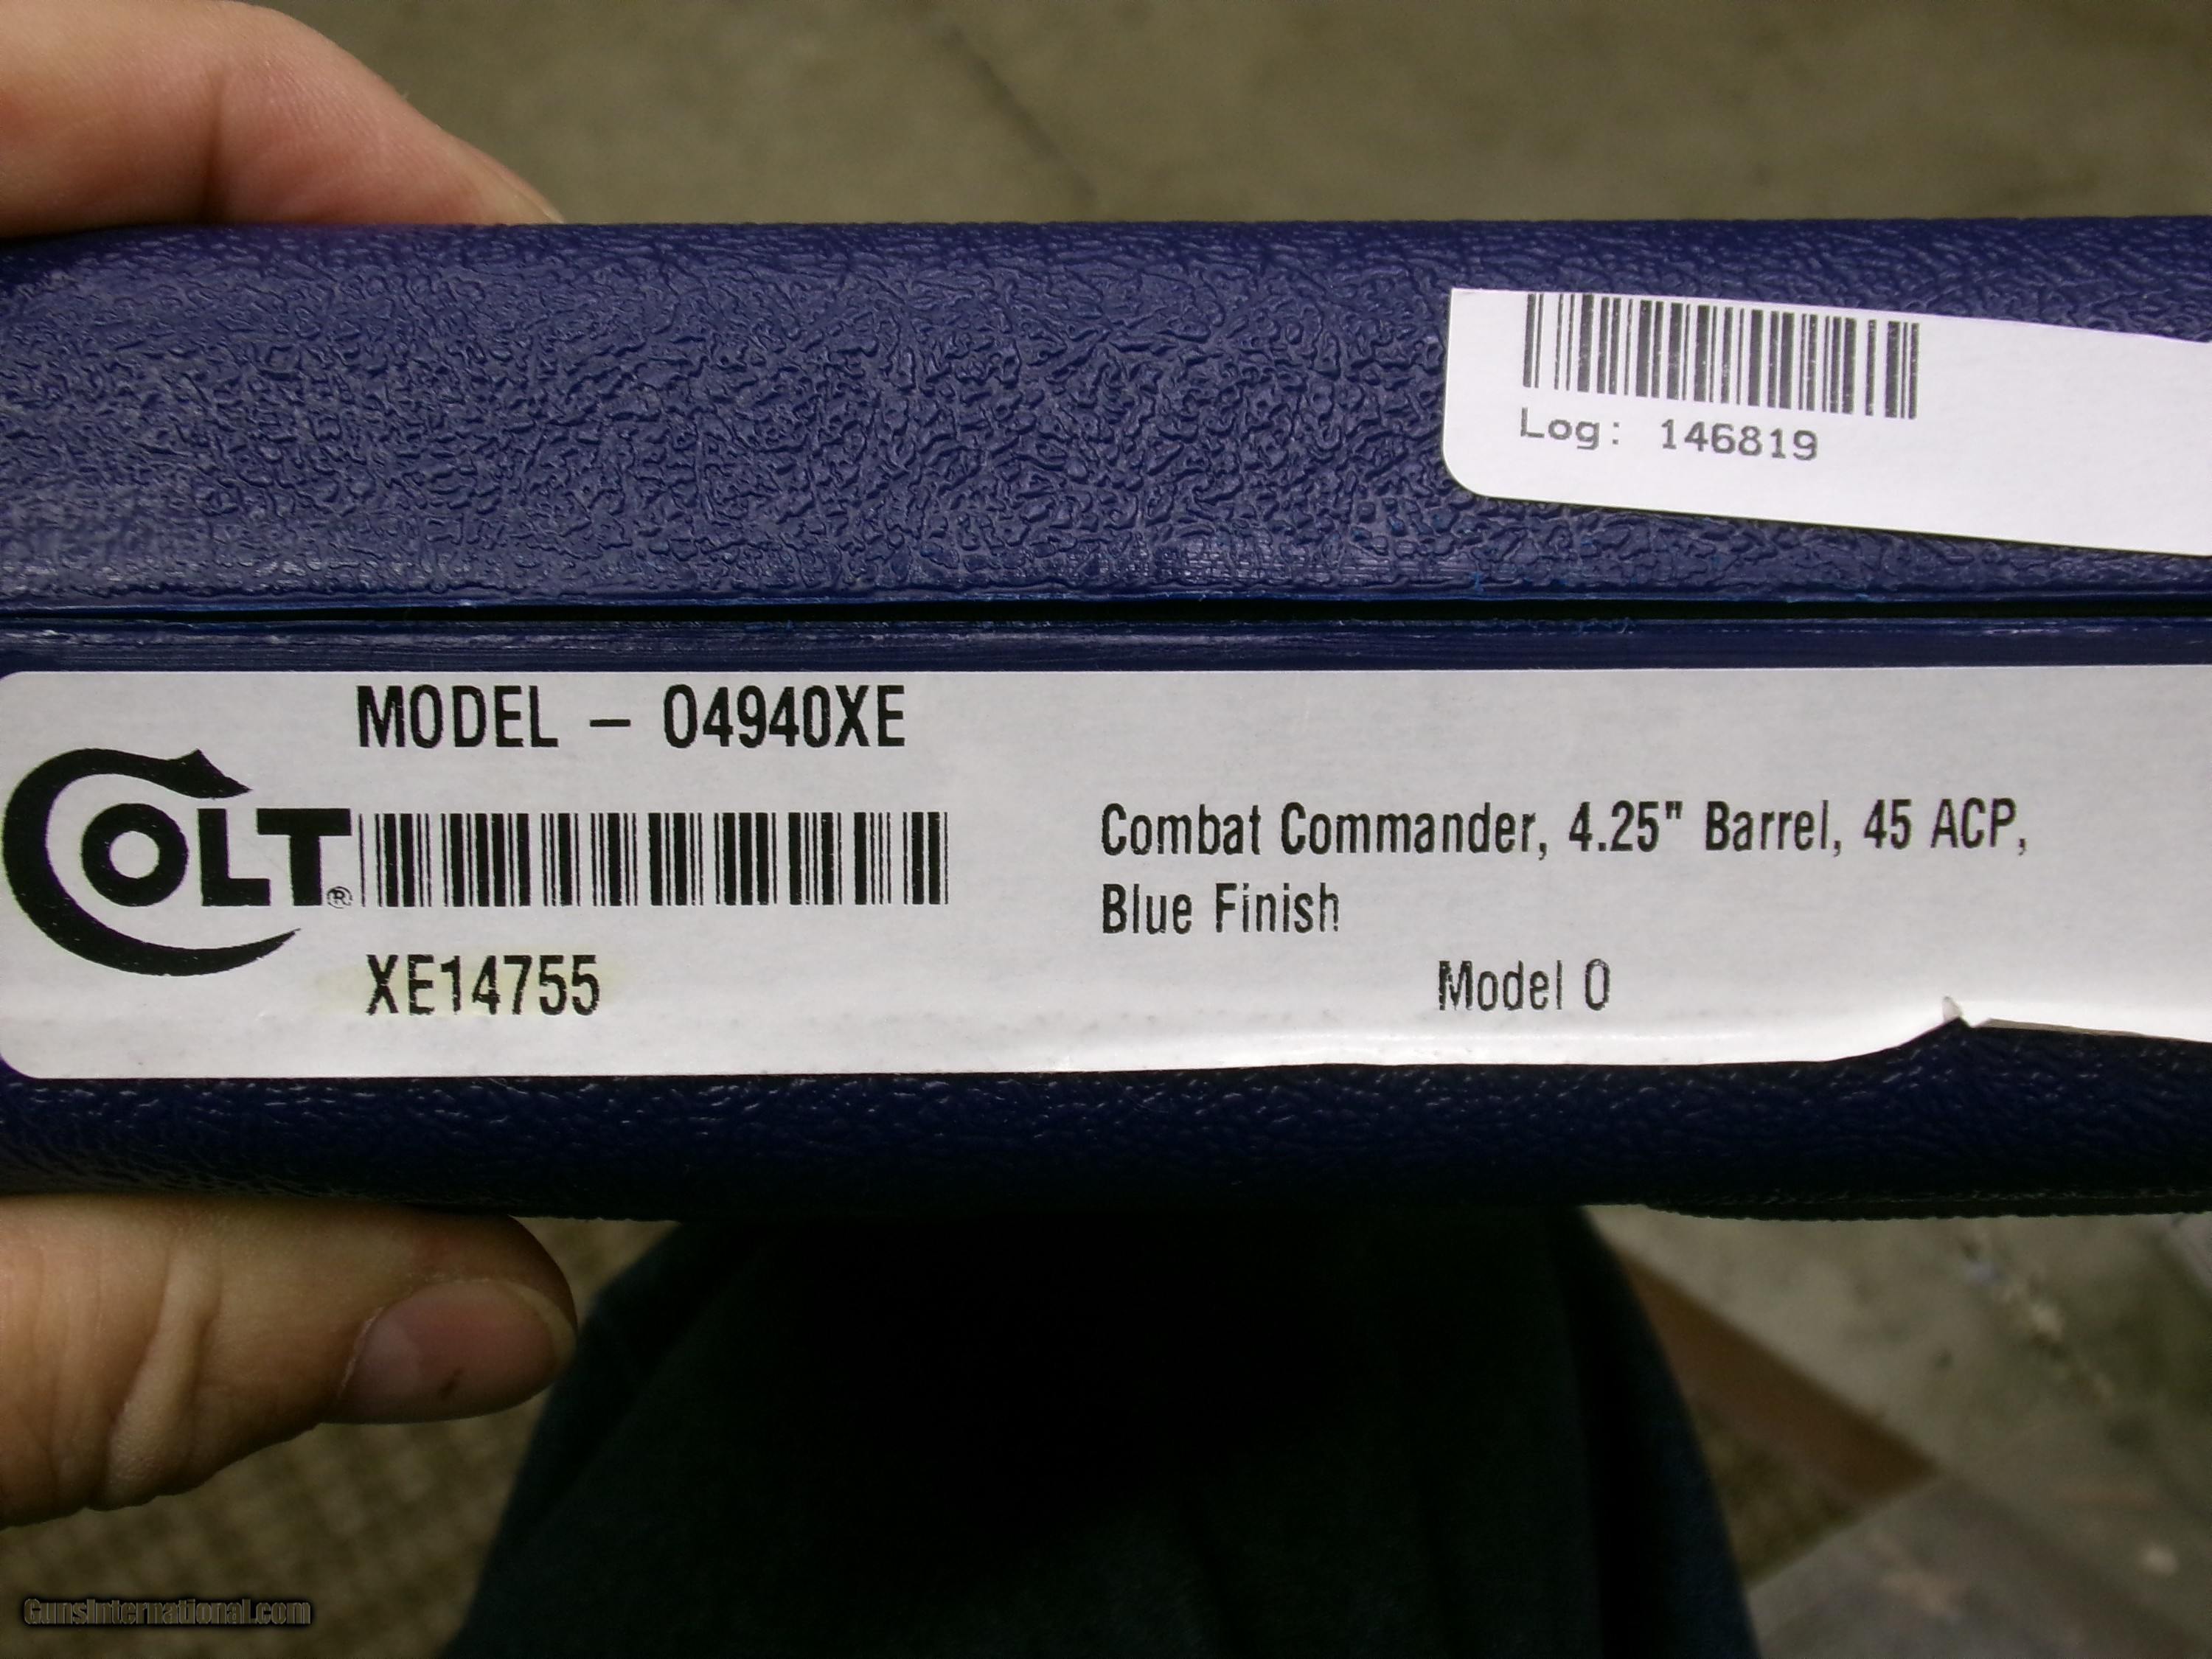 Log: 146819
MODEL – 04940XE
COLT®
XE14755
Combat Commander, 4.25" Barrel, 45 ACP,
Blue Finish
Model O
GunsInternational.com